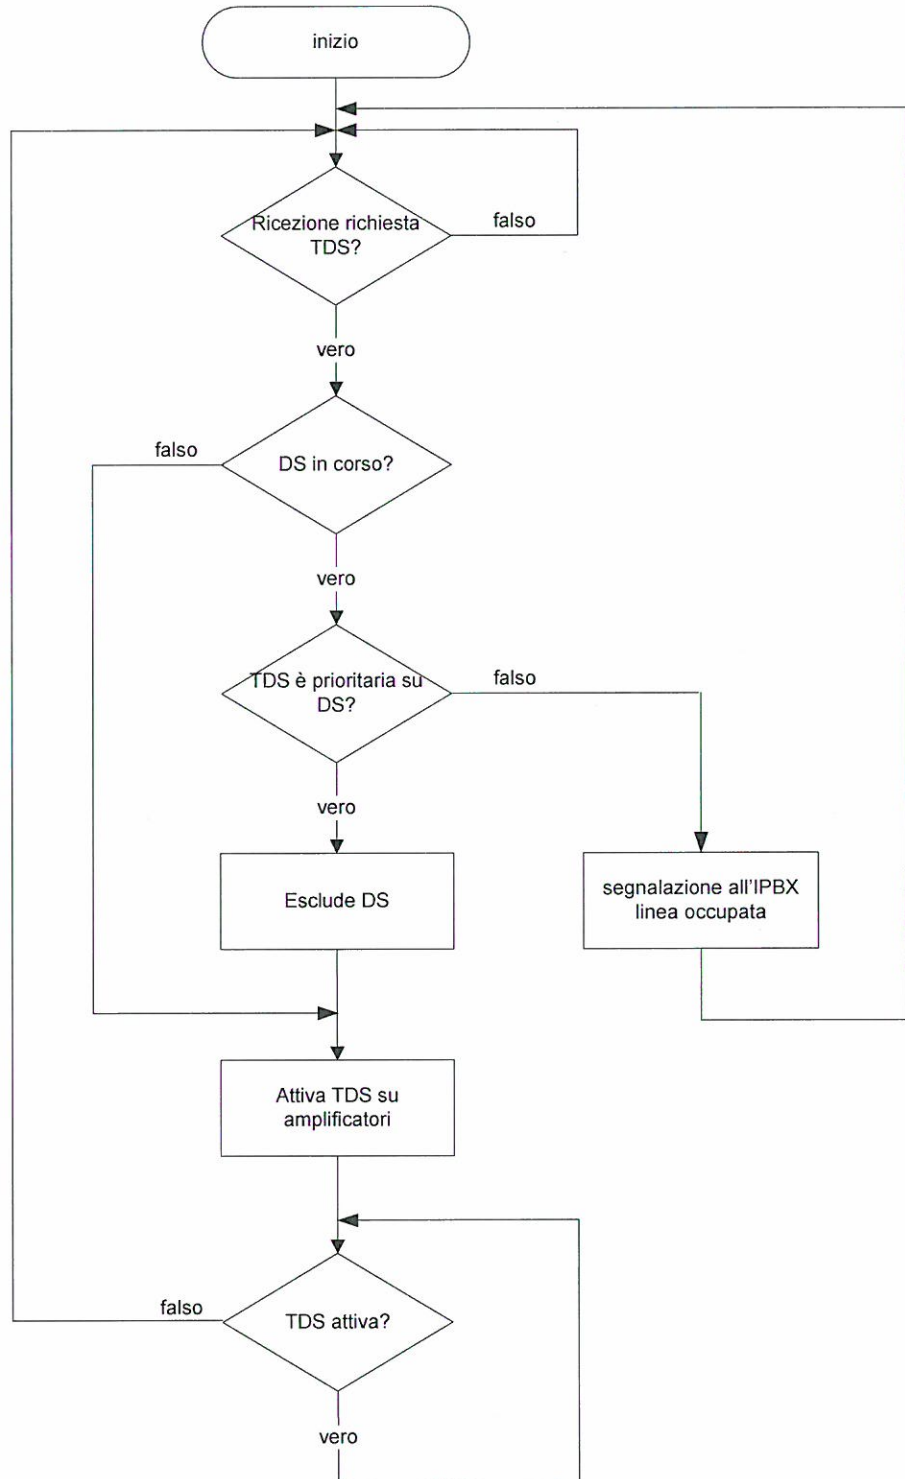 inizio
Ricezione richiesta
TDS?
falso
vero
falso
DS in corso?
vero
TDS è prioritaria su
DS?
falso
vero
Esclude DS
segnalazione all'IPBX
linea occupata
Attiva TDS su
amplificatori
falso
TDS attiva?
vero